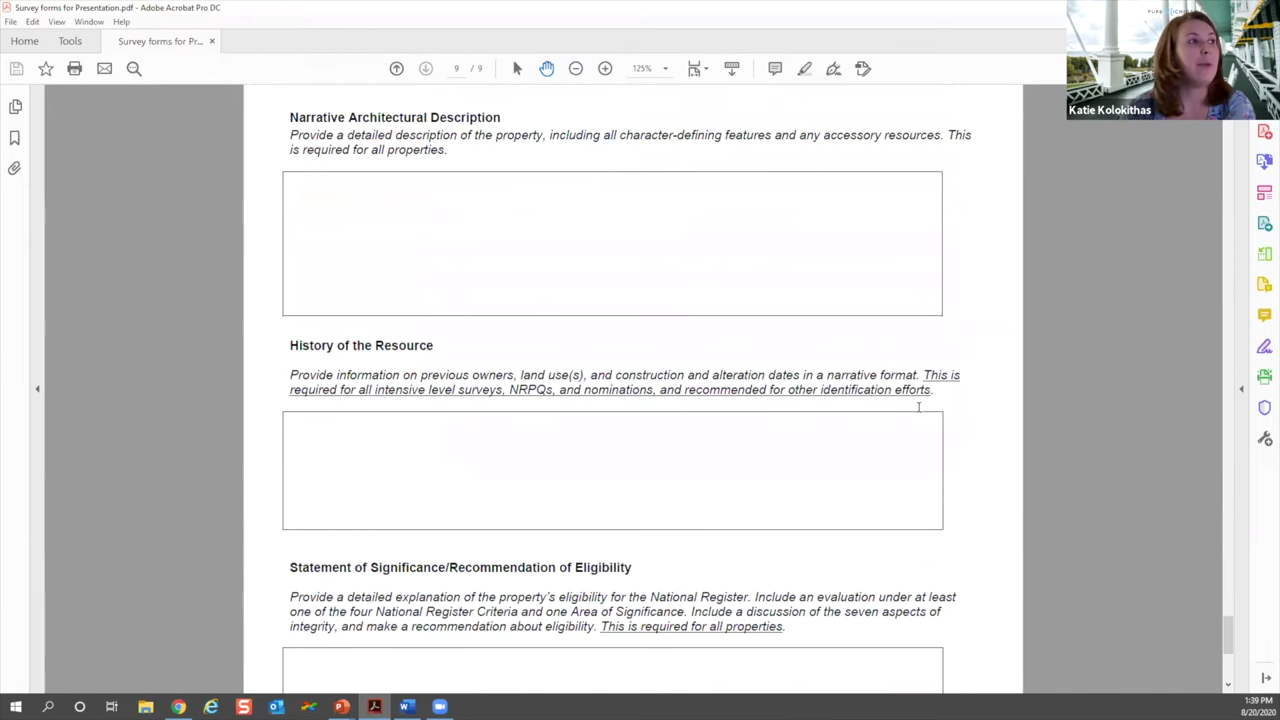 Survey forms for Presentation.pdf - Adobe Acrobat Pro DC
File Edit View Window Help
Home Tools Survey forms for Pr... ×
9 / 9 125%
Katie Kolokithas
Narrative Architectural Description
Provide a detailed description of the property, including all character-defining features and any accessory resources. This
is required for all properties.
History of the Resource
Provide information on previous owners, land use(s), and construction and alteration dates in a narrative format. This is
required for all intensive level surveys, NRPQs, and nominations, and recommended for other identification efforts.
Statement of Significance/Recommendation of Eligibility
Provide a detailed explanation of the property's eligibility for the National Register. Include an evaluation under at least
one of the four National Register Criteria and one Area of Significance. Include a discussion of the seven aspects of
integrity, and make a recommendation about eligibility. This is required for all properties.
1:39 PM
8/20/2020